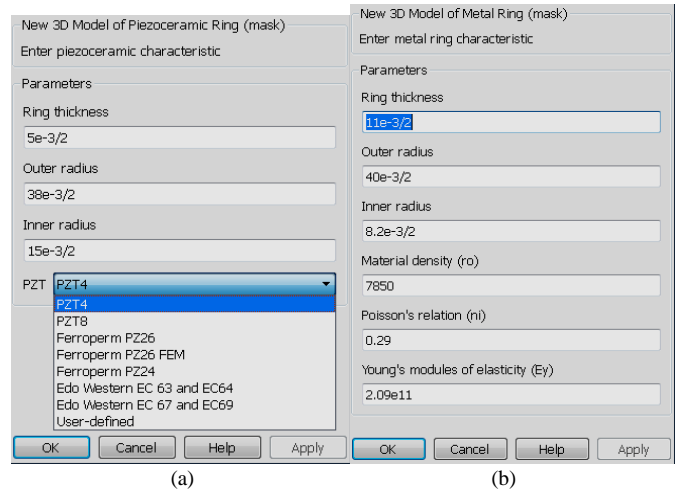 New 3D Model of Piezoceramic Ring (mask)
Enter piezoceramic characteristic
Parameters
Ring thickness
5e-3/2
Outer radius
38e-3/2
Inner radius
15e-3/2
PZT PZT4
PZT4
PZT8
Ferroperm PZ26
Ferroperm PZ26 FEM
Ferroperm PZ24
Edo Western EC 63 and EC64
Edo Western EC 67 and EC69
User-defined
OK Cancel Help Apply
(a)
New 3D Model of Metal Ring (mask)
Enter metal ring characteristic
Parameters
Ring thickness
11e-3/2
Outer radius
40e-3/2
Inner radius
8.2e-3/2
Material density (ro)
7850
Poisson's relation (ni)
0.29
Young's modules of elasticity (Ey)
2.09e11
OK Cancel Help Apply
(b)